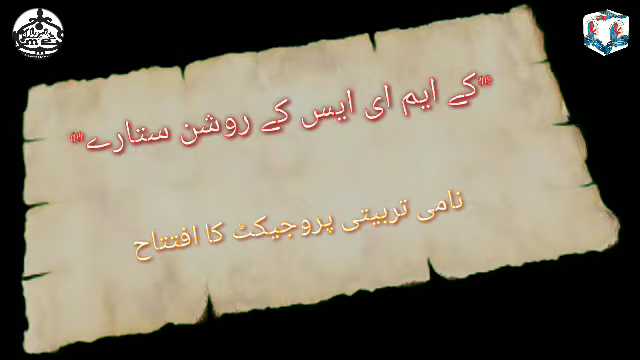 "کے ایم ای ایس کے روشن ستارے"
نامی تربیتی پروجیکٹ کا افتتاح